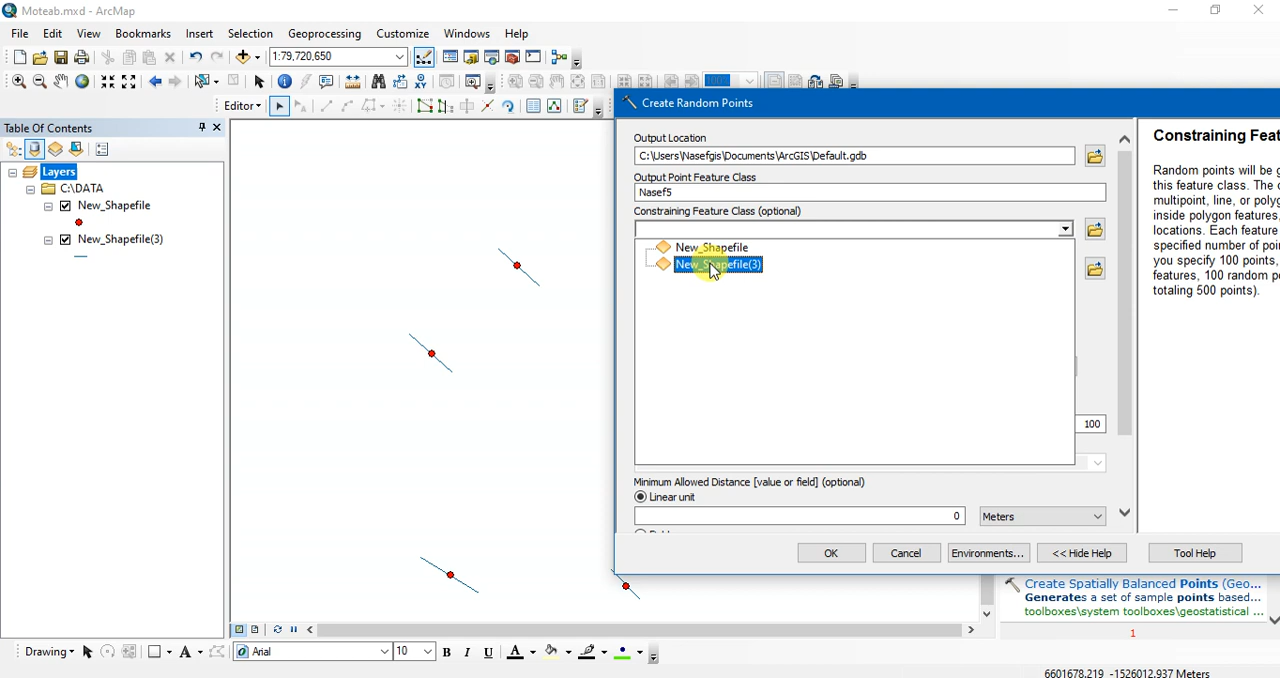 Moteab.mxd - ArcMap
File Edit View Bookmarks Insert Selection Geoprocessing Customize Windows Help
1:79,720,650
Editor
Create Random Points
Table Of Contents
Layers
C:\DATA
New_Shapefile
New_Shapefile(3)
Output Location
C:\Users\Nasefgis\Documents\ArcGIS\Default.gdb
Output Point Feature Class
Nasef5
Constraining Feature Class (optional)
New_Shapefile
New_Shapefile(3)
100
Minimum Allowed Distance [value or field] (optional)
Linear unit
0 Meters
OK Cancel Environments... << Hide Help Tool Help
Constraining Feat
Random points will be g
this feature class. The
multipoint, line, or polyg
inside polygon features,
locations. Each feature
specified number of poi
you specify 100 points,
features, 100 random p
totaling 500 points).
Create Spatially Balanced Points (Geo...
Generates a set of sample points based...
toolboxes\system toolboxes\geostatistical ...
1
Drawing Arial 10 B I U A
6601678.219 -1526012.937 Meters